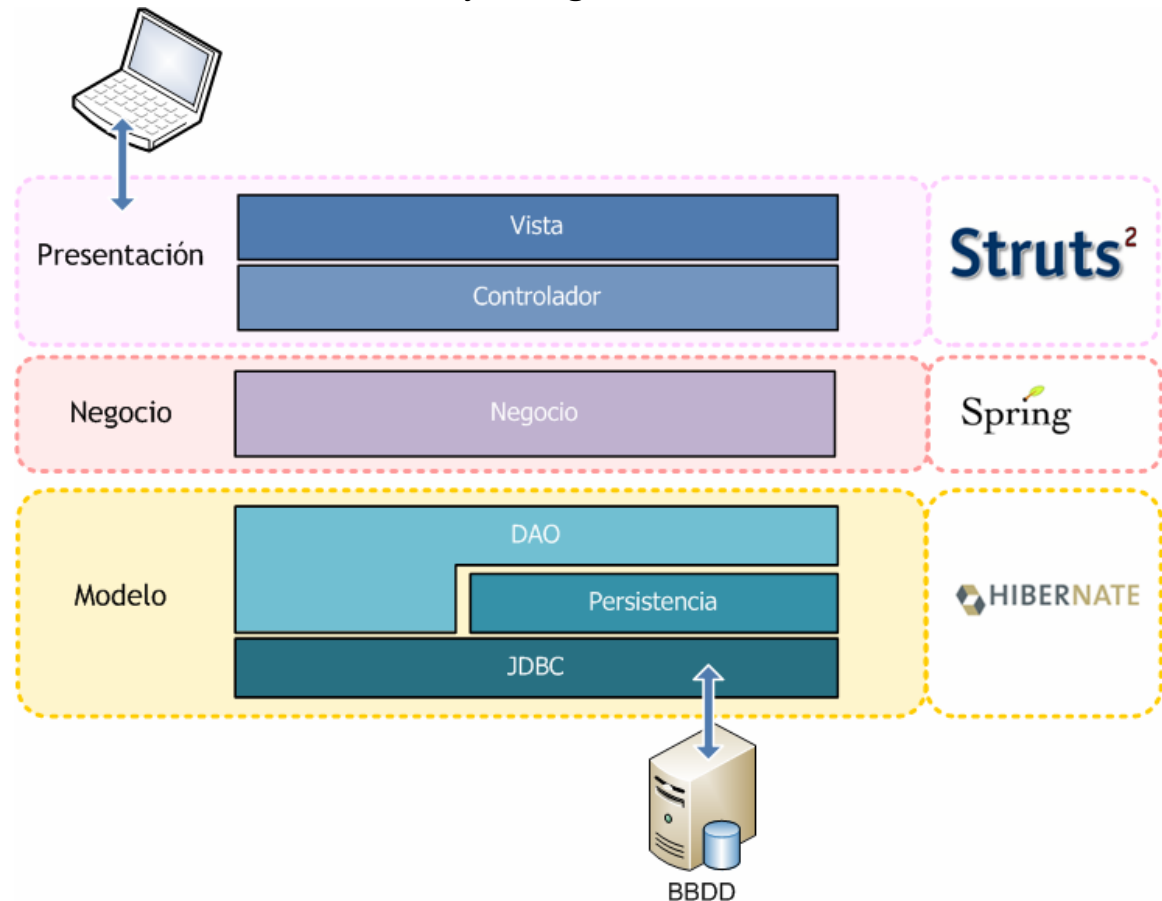 Presentación
Vista
Controlador
Struts²
Negocio
Negocio
Spring
Modelo
DAO
Persistencia
JDBC
HIBERNATE
BBDD